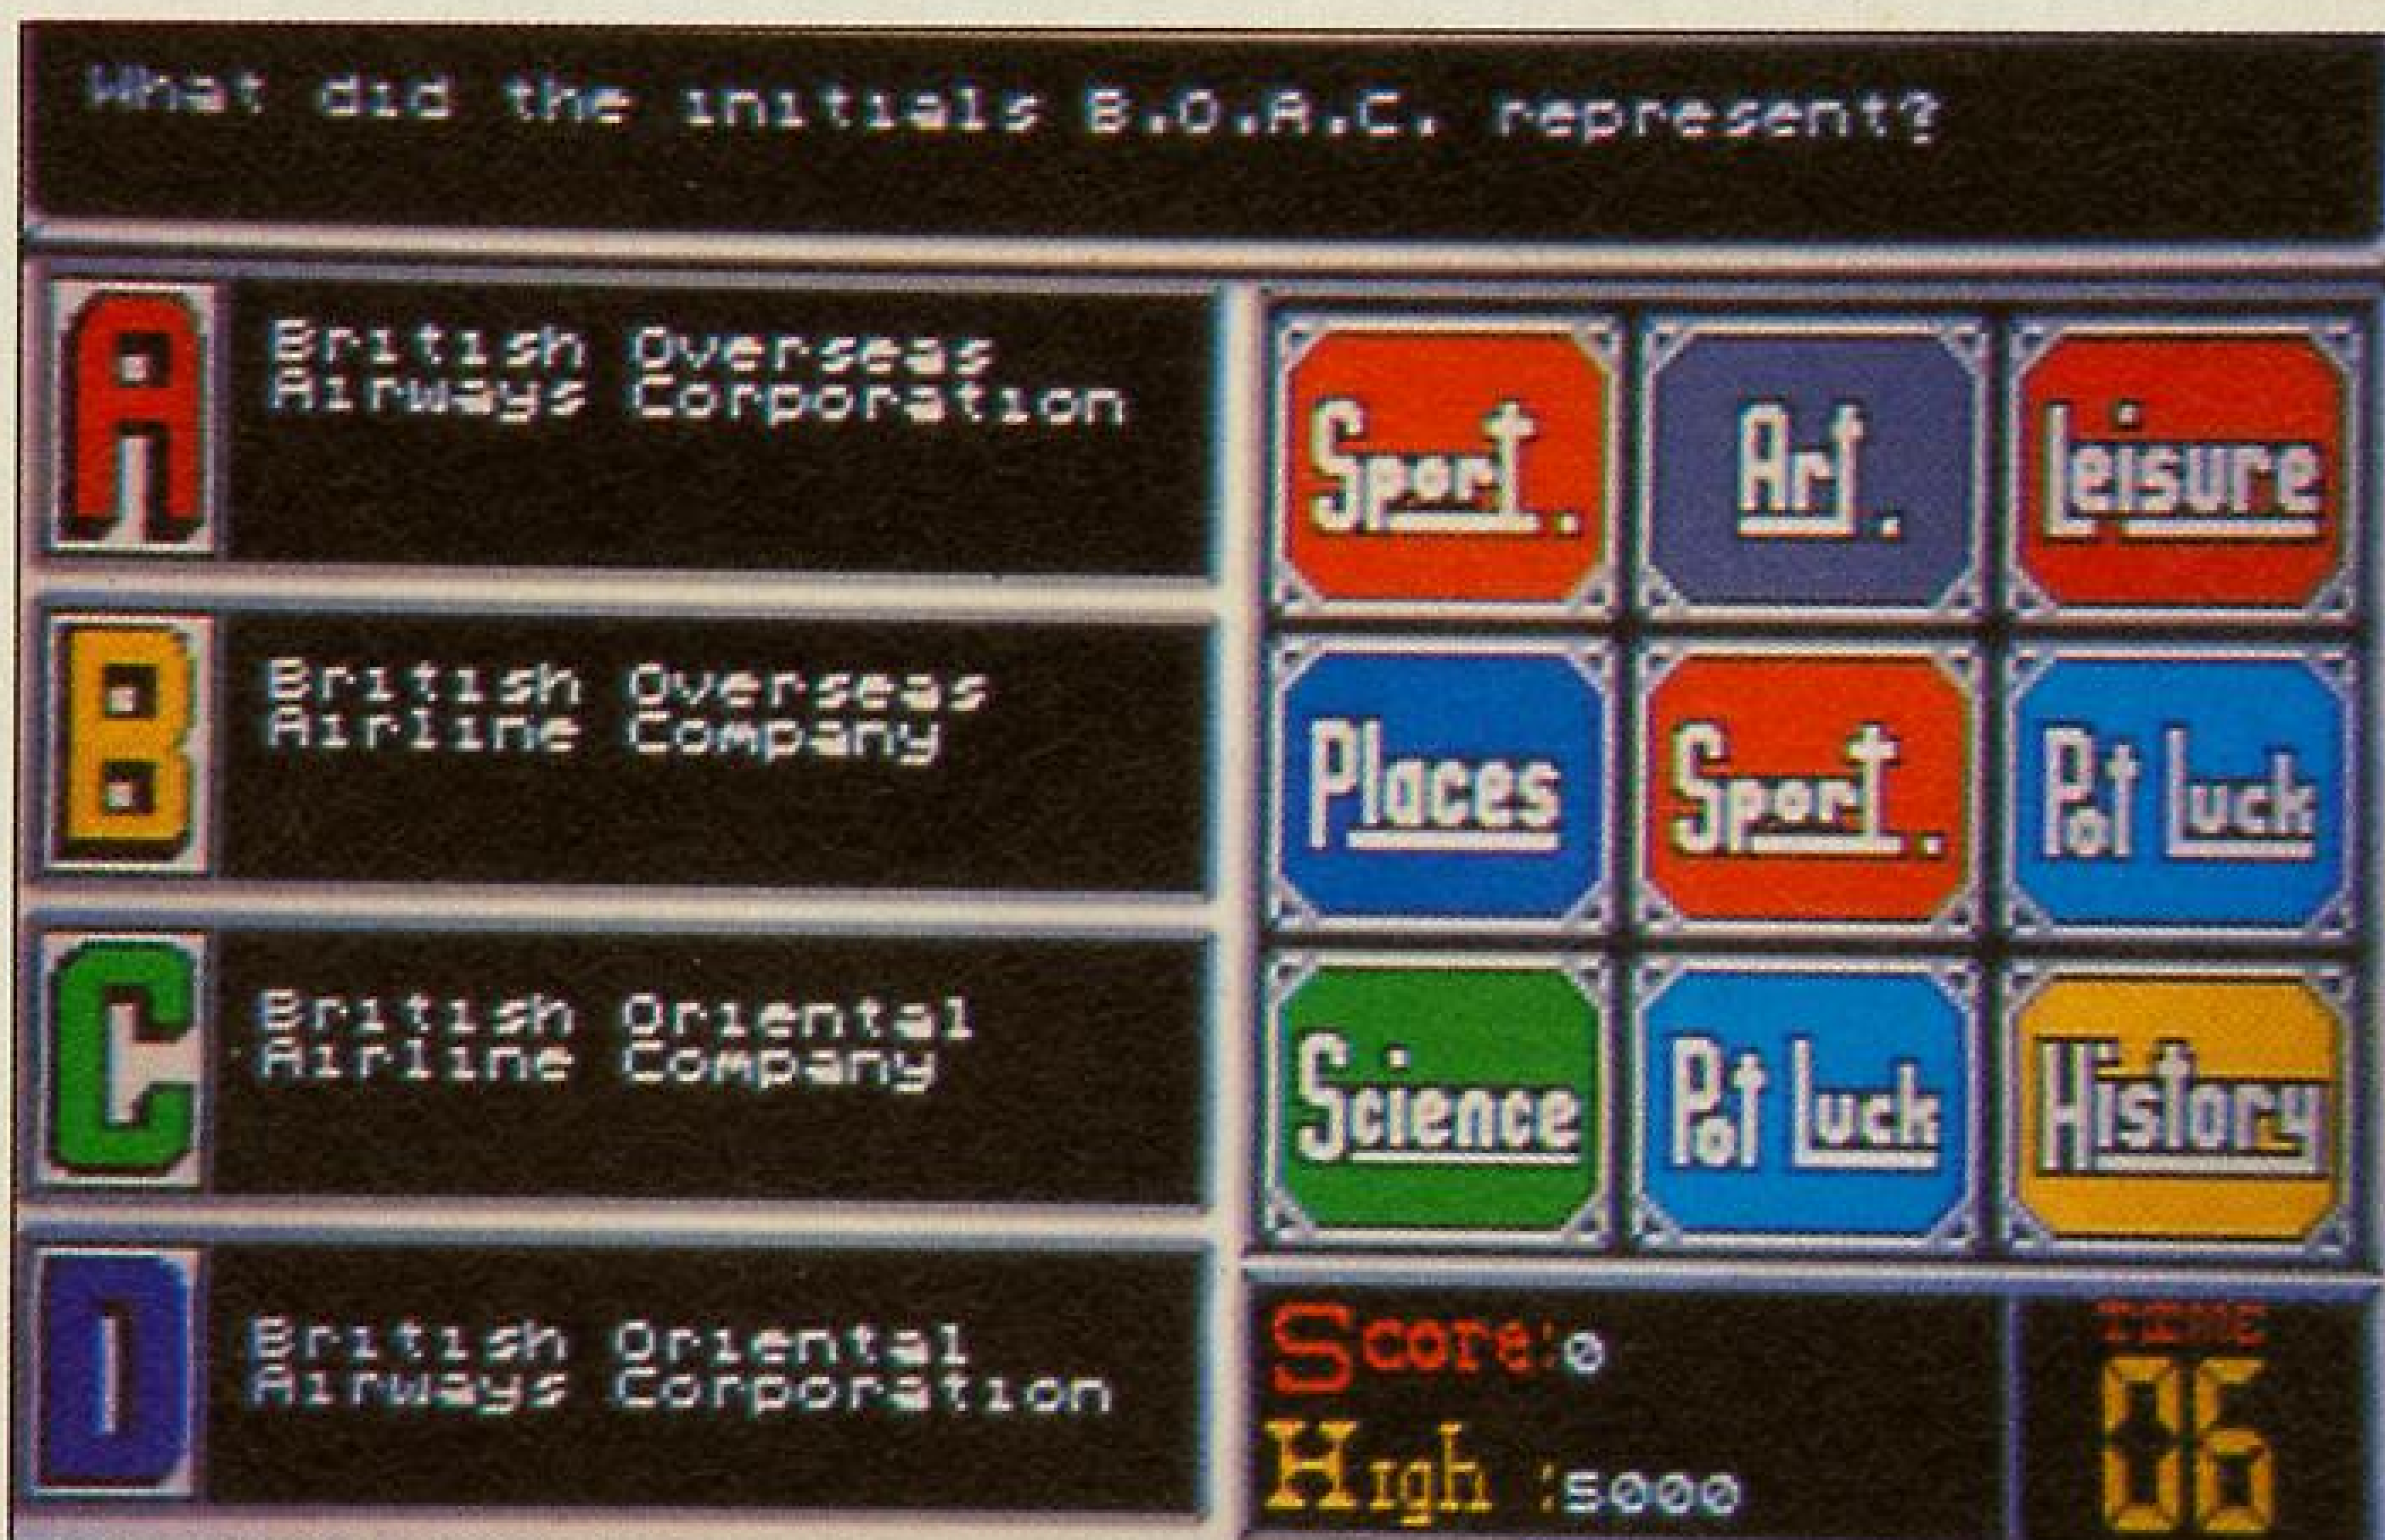 What did the initials B.O.A.C. represent?
A
British Overseas
Airways Corporation
B
British Overseas
Airline Company
C
British Oriental
Airline Company
D
British Oriental
Airways Corporation
Sport. Art. Leisure
Places Sport. Pot Luck
Science Pot Luck History
Score:0
High :5000
TIME
06